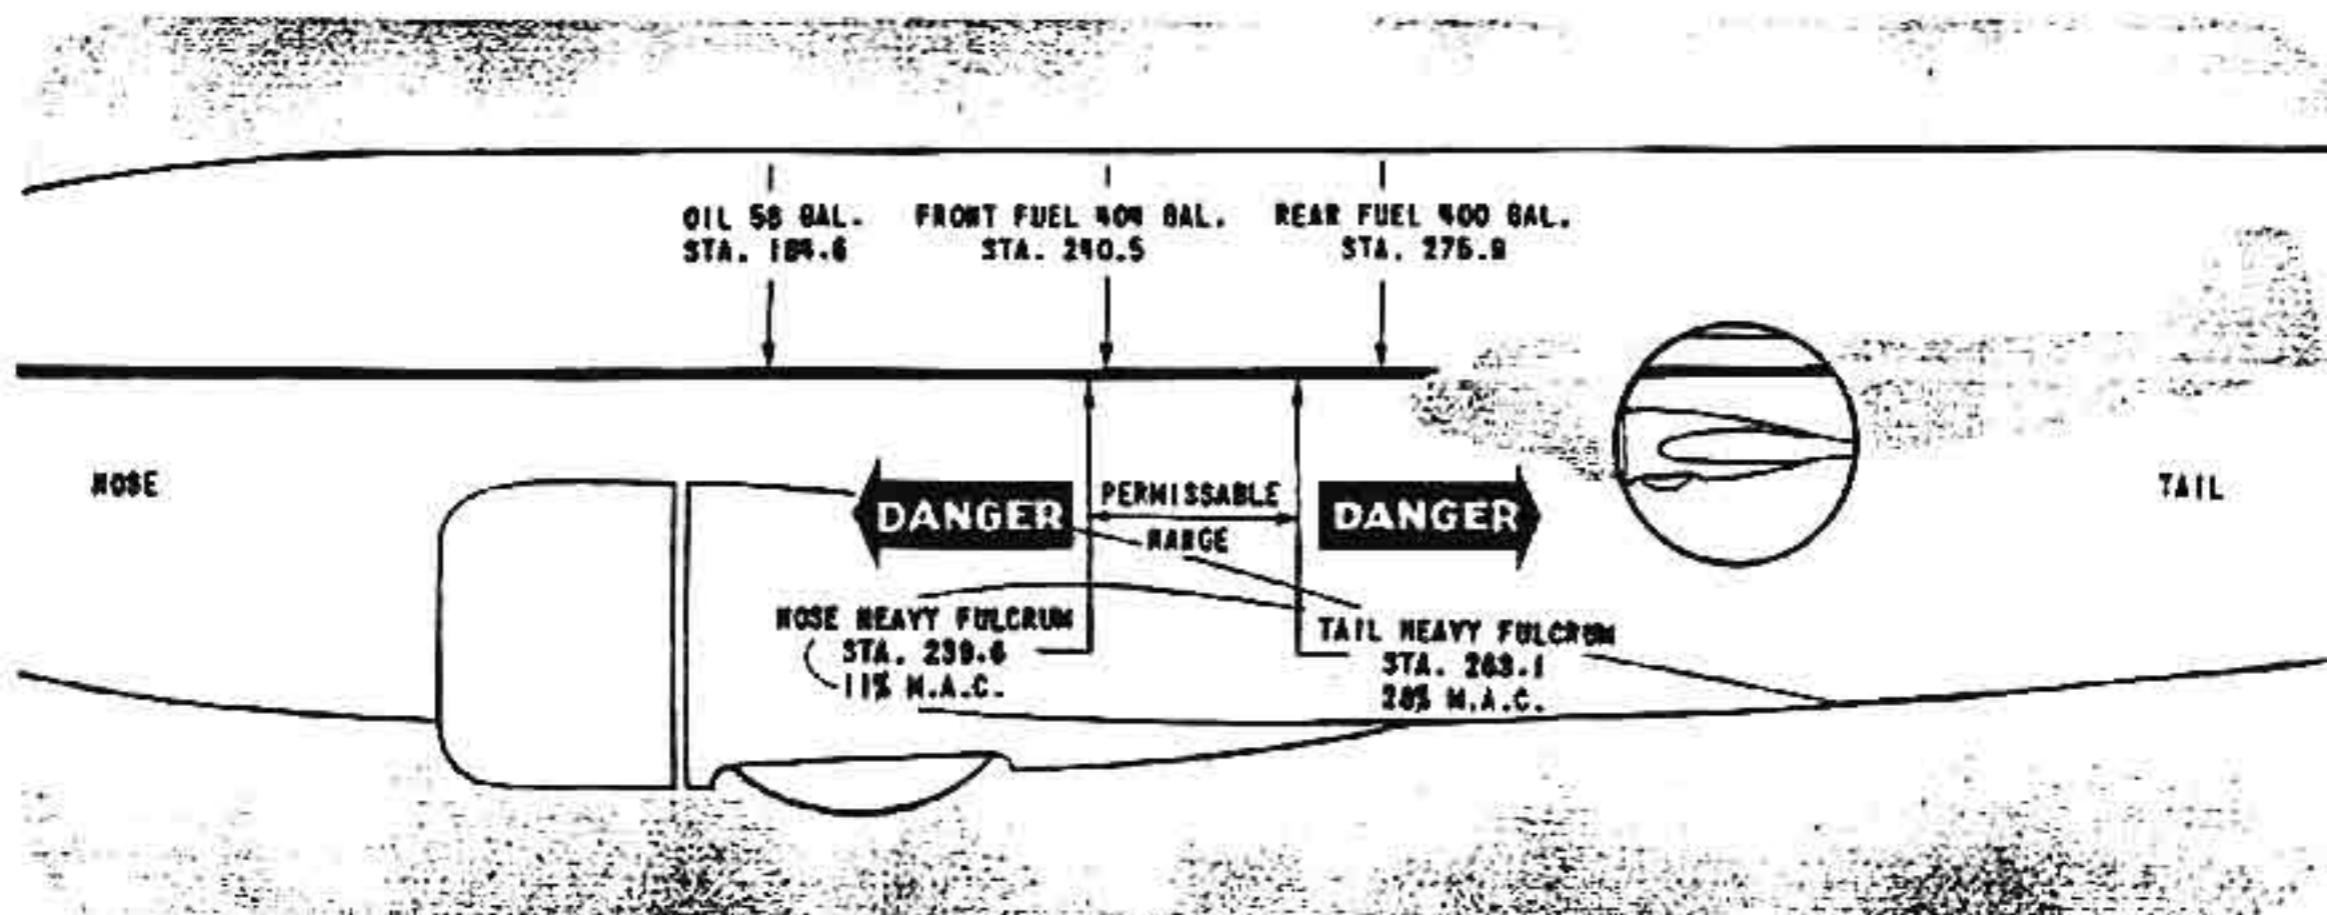 OIL 58 GAL.
STA. 184.6
FRONT FUEL 404 GAL.
STA. 240.5
REAR FUEL 400 GAL.
STA. 275.9
NOSE
DANGER
PERMISSABLE
RANGE
DANGER
TAIL
NOSE HEAVY FULCRUM
STA. 239.6
11% M.A.C.
TAIL HEAVY FULCRUM
STA. 263.1
28% M.A.C.